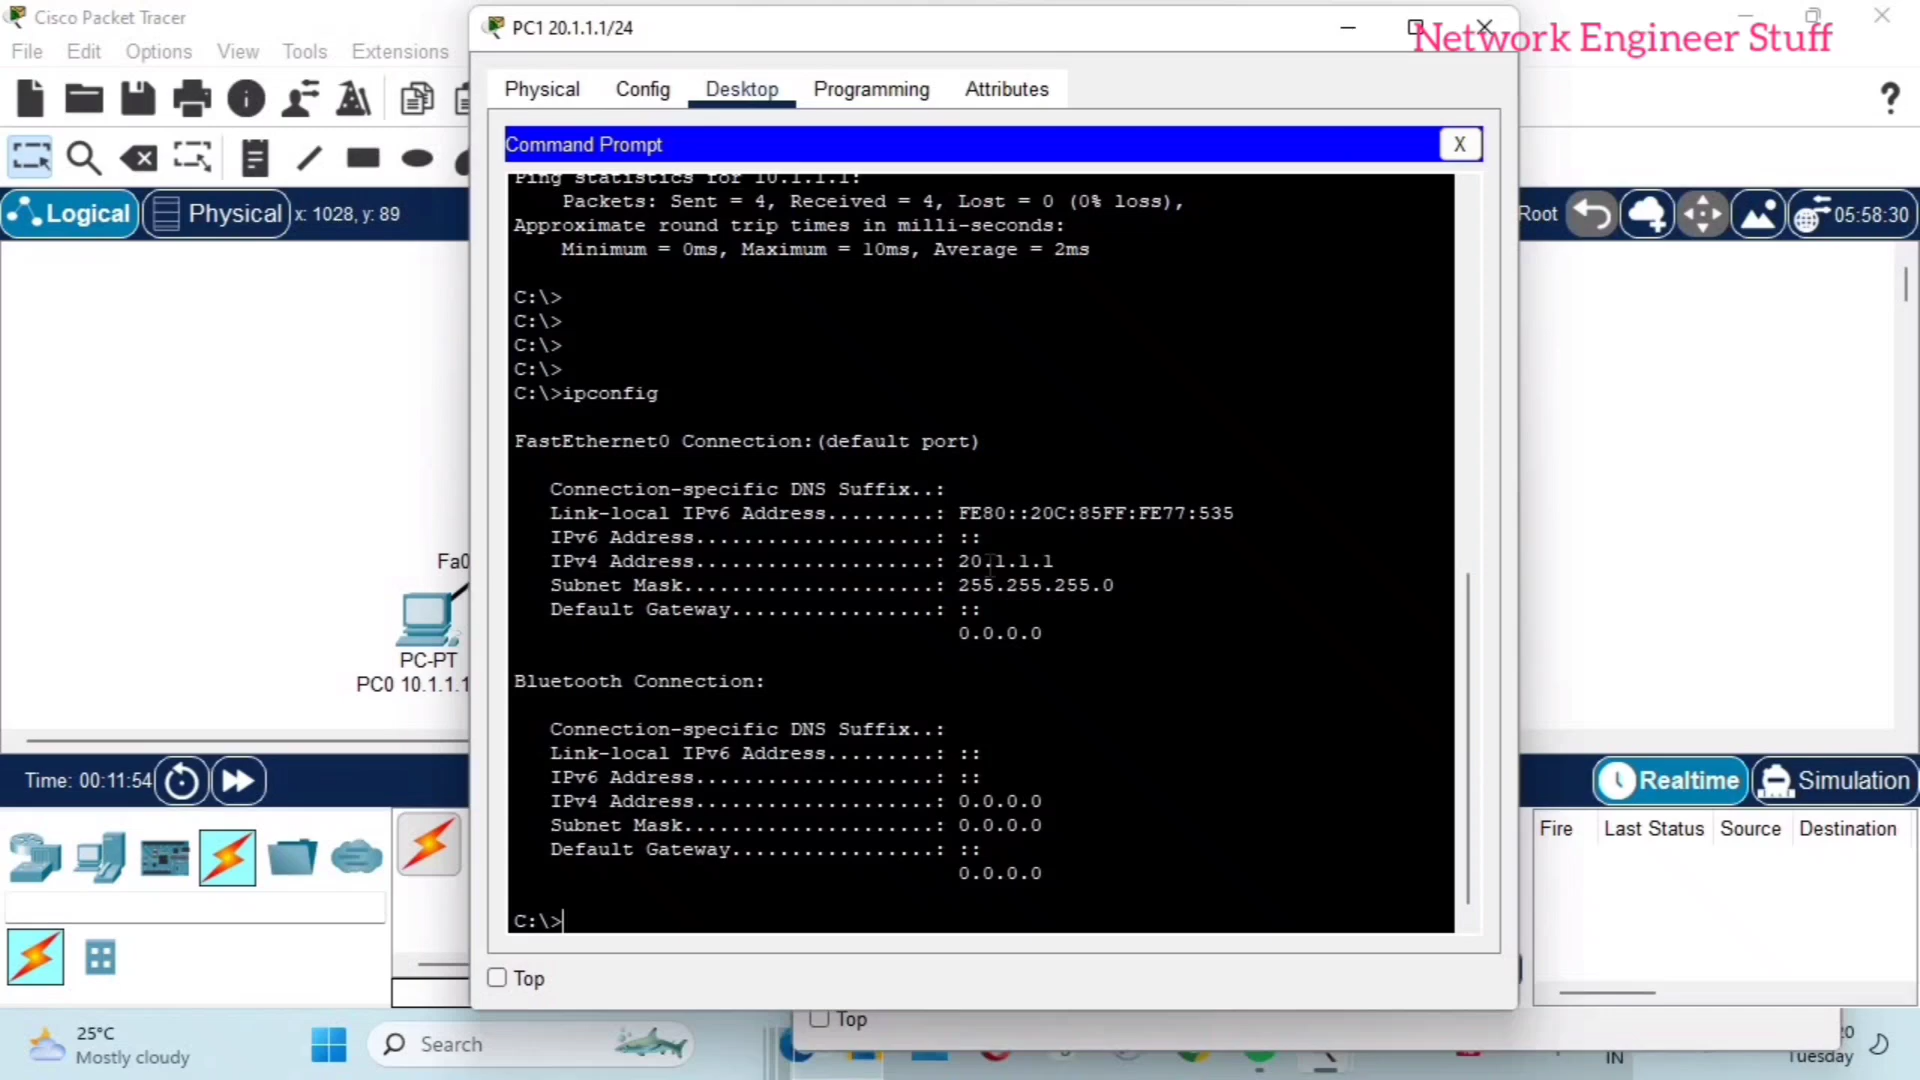 Cisco Packet Tracer
File Edit Options View Tools Extensions
PC1 20.1.1.1/24
Network Engineer Stuff
Physical Config Desktop Programming Attributes
?
Command Prompt X
Logical Physical x: 1028, y: 89
Root 05:58:30
Ping statistics for 10.1.1.1:
Packets: Sent = 4, Received = 4, Lost = 0 (0% loss),
Approximate round trip times in milli-seconds:
Minimum = 0ms, Maximum = 10ms, Average = 2ms
C:\>
C:\>
C:\>
C:\>
C:\>ipconfig
FastEthernet0 Connection:(default port)
Connection-specific DNS Suffix..:
Link-local IPv6 Address.........: FE80::20C:85FF:FE77:535
IPv6 Address....................: ::
IPv4 Address....................: 20.1.1.1
Subnet Mask.....................: 255.255.255.0
Default Gateway.................: ::
0.0.0.0
Bluetooth Connection:
Connection-specific DNS Suffix..:
Link-local IPv6 Address.........: ::
IPv6 Address....................: ::
IPv4 Address....................: 0.0.0.0
Subnet Mask.....................: 0.0.0.0
Default Gateway.................: ::
0.0.0.0
C:\>
Top
Fa0
PC-PT
PC0 10.1.1.1
Time: 00:11:54
Realtime Simulation
Fire Last Status Source Destination
Top
25°C
Mostly cloudy
Search
IN
Tuesday